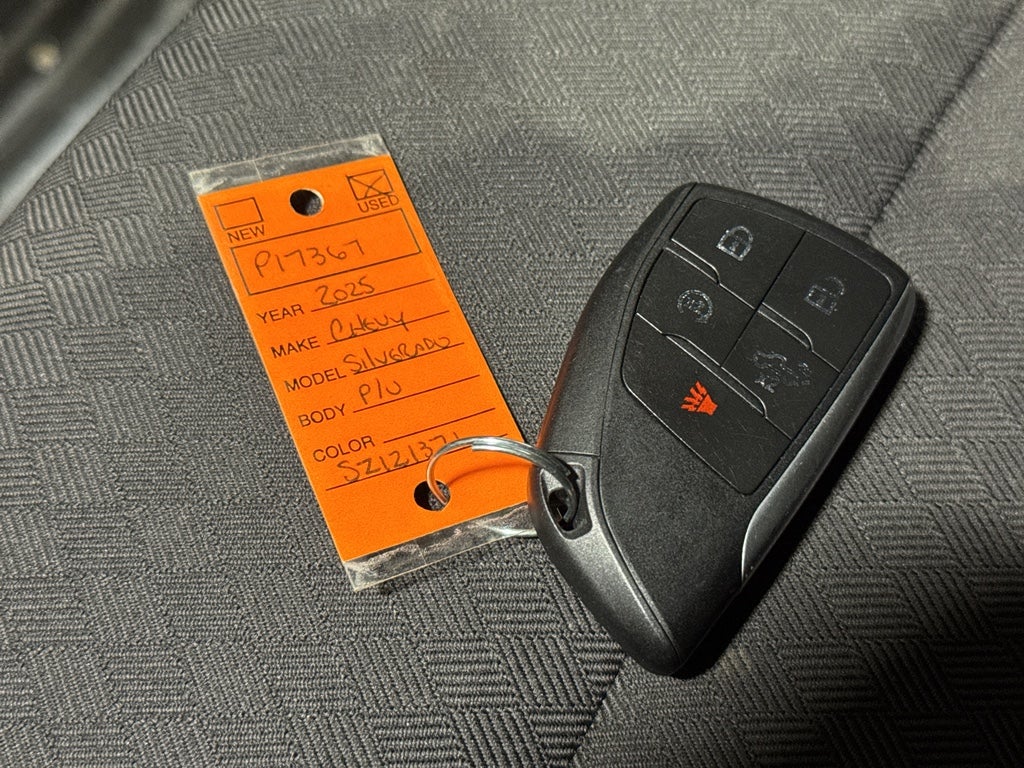 NEW USED
P17367
YEAR 2025
MAKE CHEVY
MODEL SILVERADO
BODY P/U
COLOR
SZ121371